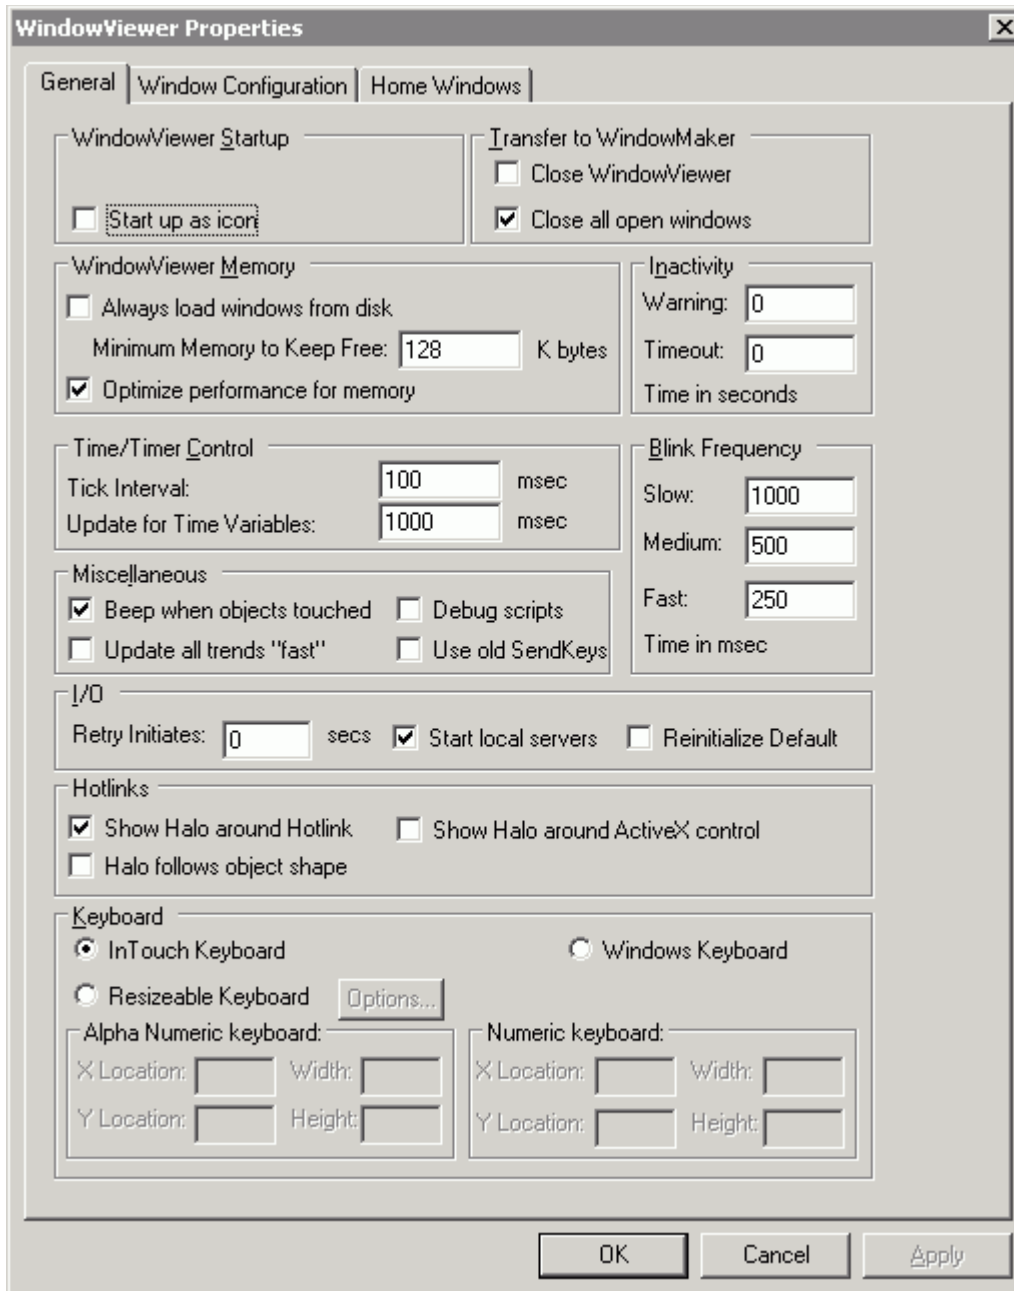 WindowViewer Properties
General Window Configuration Home Windows
WindowViewer Startup
Start up as icon
Transfer to WindowMaker
Close WindowViewer
Close all open windows
WindowViewer Memory
Always load windows from disk
Minimum Memory to Keep Free: 128 K bytes
Optimize performance for memory
Inactivity
Warning: 0
Timeout: 0
Time in seconds
Time/Timer Control
Tick Interval: 100 msec
Update for Time Variables: 1000 msec
Blink Frequency
Slow: 1000
Medium: 500
Fast: 250
Time in msec
Miscellaneous
Beep when objects touched Debug scripts
Update all trends "fast" Use old SendKeys
I/O
Retry Initiates: 0 secs Start local servers Reinitialize Default
Hotlinks
Show Halo around Hotlink Show Halo around ActiveX control
Halo follows object shape
Keyboard
InTouch Keyboard Windows Keyboard
Resizeable Keyboard Options...
Alpha Numeric keyboard:
X Location: Width:
Y Location: Height:
Numeric keyboard:
X Location: Width:
Y Location: Height:
OK Cancel Apply